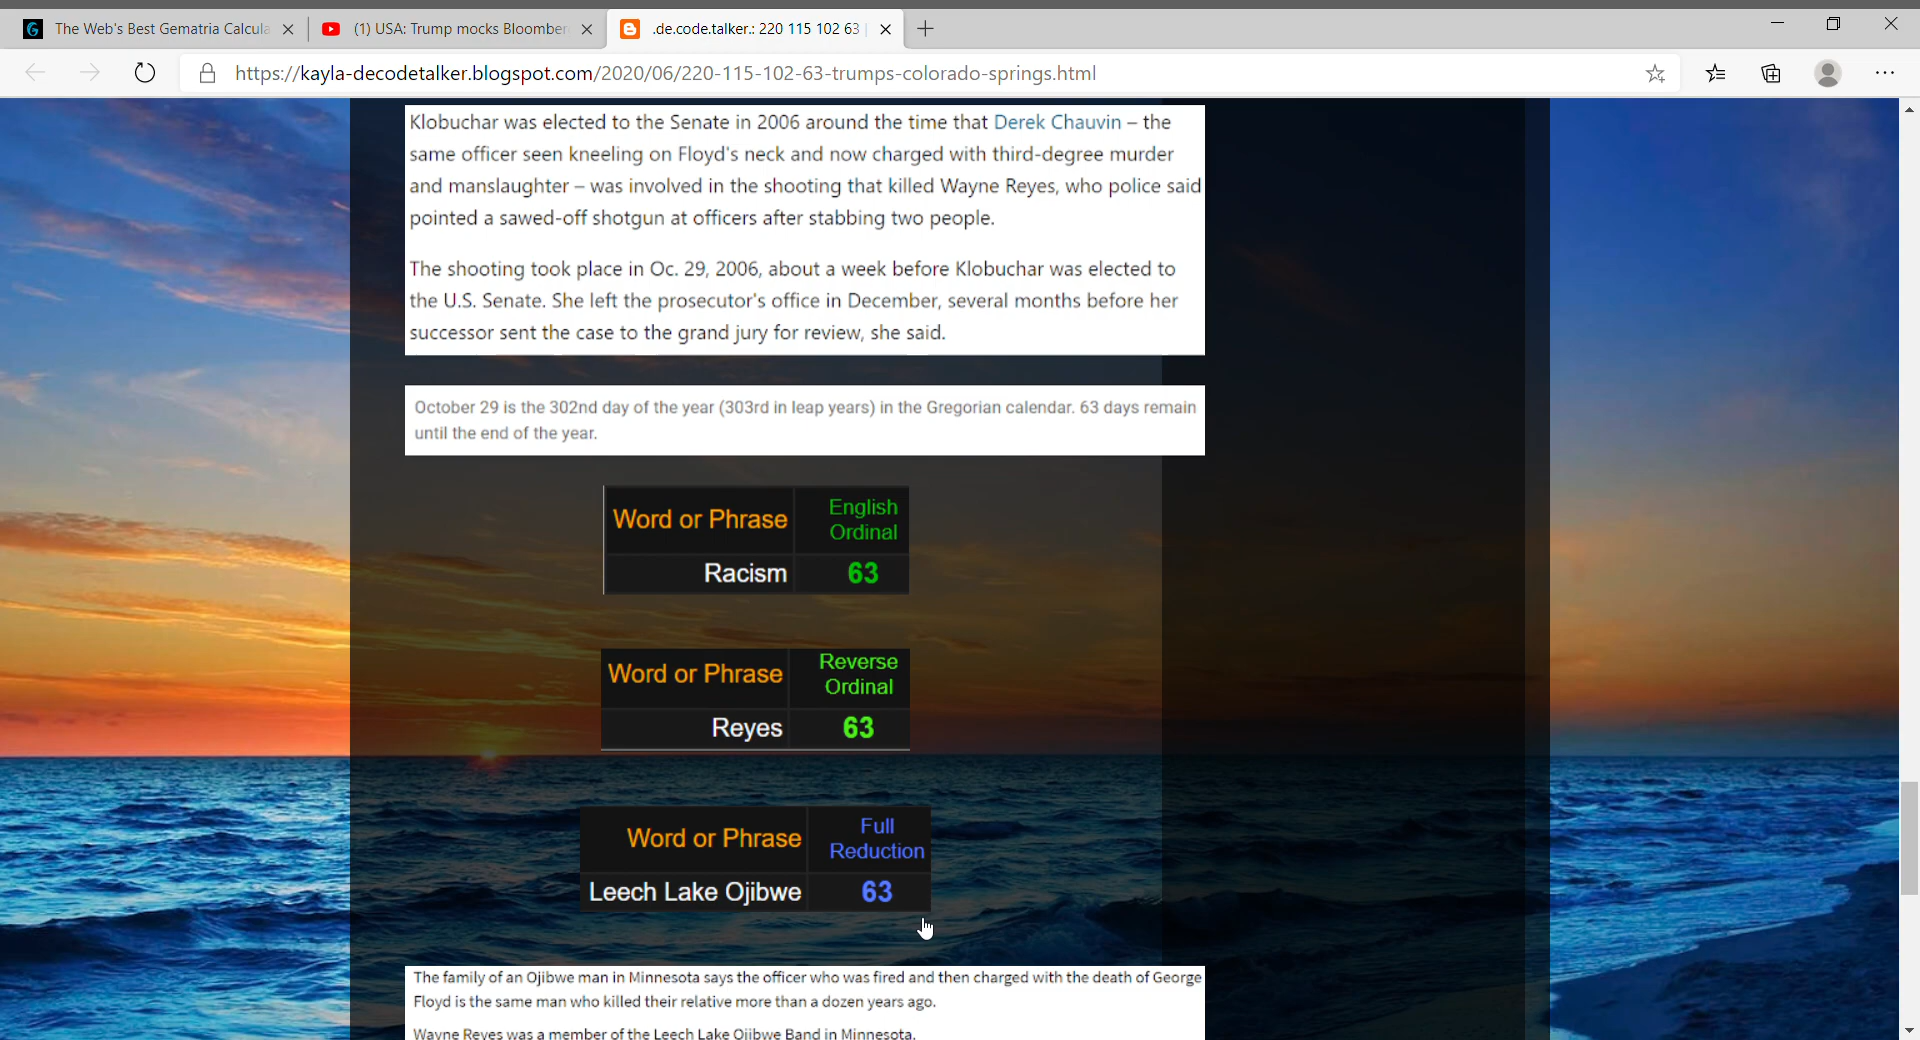 The Web's Best Gematria Calcula
(1) USA: Trump mocks Bloomber
.de.code.talker.: 220 115 102 63
https://kayla-decodetalker.blogspot.com/2020/06/220-115-102-63-trumps-colorado-springs.html
Klobuchar was elected to the Senate in 2006 around the time that Derek Chauvin – the
same officer seen kneeling on Floyd's neck and now charged with third-degree murder
and manslaughter – was involved in the shooting that killed Wayne Reyes, who police said
pointed a sawed-off shotgun at officers after stabbing two people.
The shooting took place in Oc. 29, 2006, about a week before Klobuchar was elected to
the U.S. Senate. She left the prosecutor's office in December, several months before her
successor sent the case to the grand jury for review, she said.
October 29 is the 302nd day of the year (303rd in leap years) in the Gregorian calendar. 63 days remain
until the end of the year.
Word or Phrase English
Ordinal
Racism 63
Word or Phrase Reverse
Ordinal
Reyes 63
Word or Phrase Full
Reduction
Leech Lake Ojibwe 63
The family of an Ojibwe man in Minnesota says the officer who was fired and then charged with the death of George
Floyd is the same man who killed their relative more than a dozen years ago.
Wayne Reyes was a member of the Leech Lake Ojibwe Band in Minnesota.